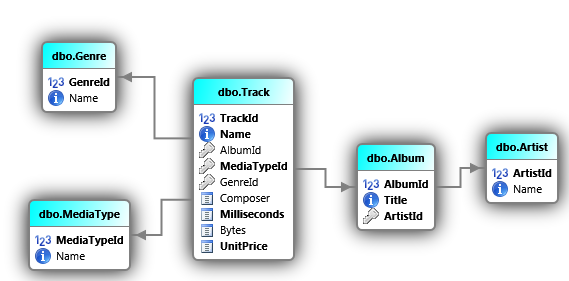 dbo.Genre
123 GenreId
Name
dbo.Track
123 TrackId
Name
AlbumId
MediaTypeId
GenreId
Composer
Milliseconds
Bytes
UnitPrice
dbo.MediaType
123 MediaTypeId
Name
dbo.Album
123 AlbumId
Title
ArtistId
dbo.Artist
123 ArtistId
Name